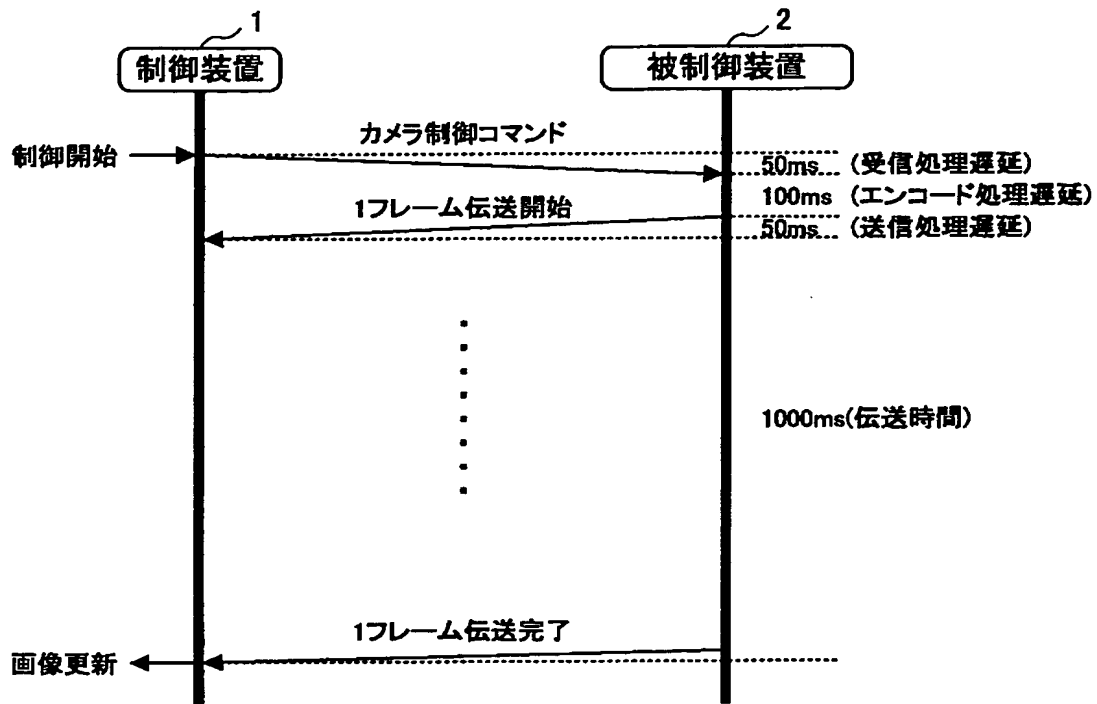 1
2
制御装置
被制御装置
制御開始
カメラ制御コマンド
50ms (受信処理遅延)
100ms (エンコード処理遅延)
1フレーム伝送開始
50ms (送信処理遅延)
1000ms(伝送時間)
1フレーム伝送完了
画像更新